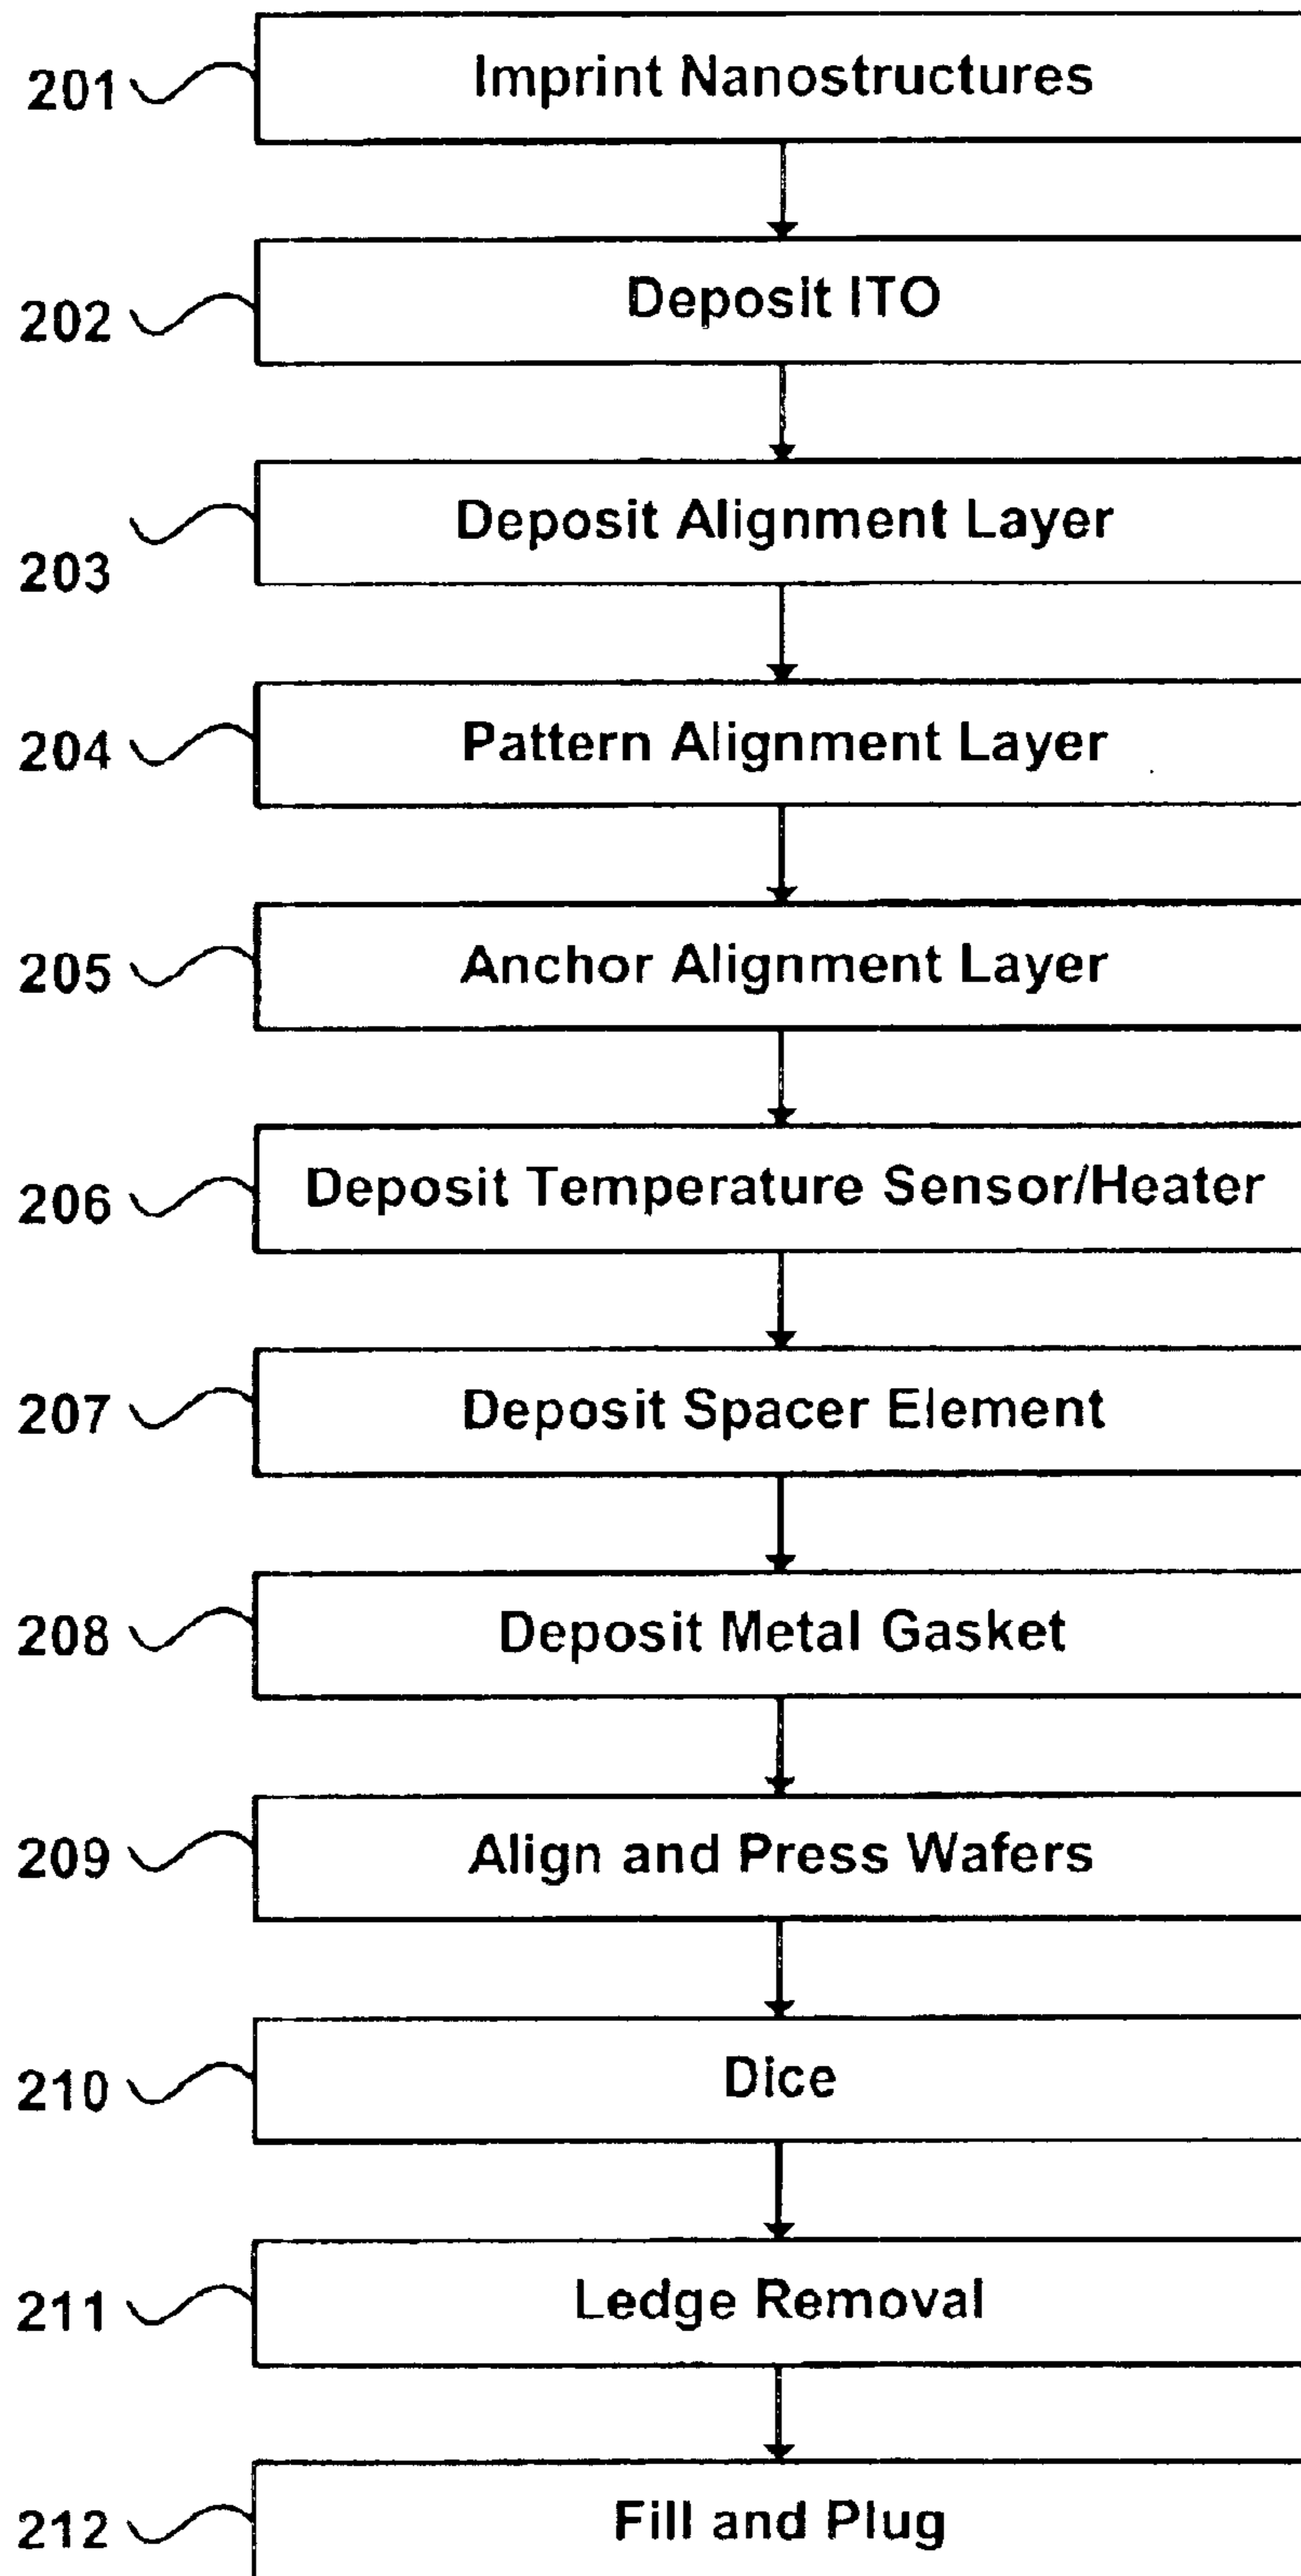 201 Imprint Nanostructures
202 Deposit ITO
203 Deposit Alignment Layer
204 Pattern Alignment Layer
205 Anchor Alignment Layer
206 Deposit Temperature Sensor/Heater
207 Deposit Spacer Element
208 Deposit Metal Gasket
209 Align and Press Wafers
210 Dice
211 Ledge Removal
212 Fill and Plug